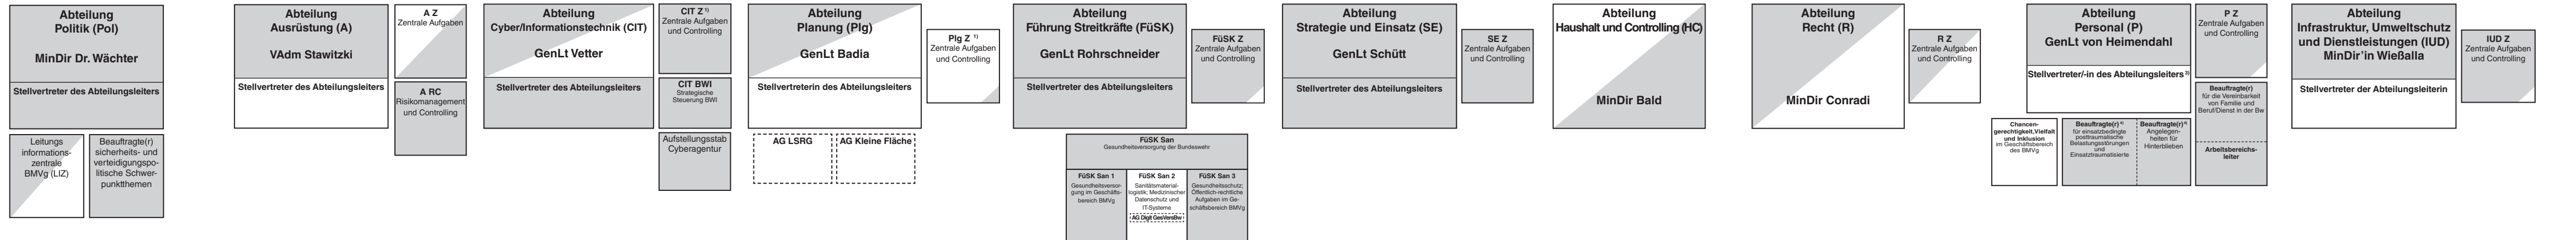 Abteilung
Politik (Pol)
MinDir Dr. Wächter
Stellvertreter des Abteilungsleiters
Leitungs
informations-
zentrale
BMVg (LIZ)
Beauftragte(r)
sicherheits- und
verteidigungspo-
litische Schwer-
punktthemen
Abteilung
Ausrüstung (A)
VAdm Stawitzki
Stellvertreter des Abteilungsleiters
A Z
Zentrale Aufgaben
A RC
Risikomanagement
und Controlling
Abteilung
Cyber/Informationstechnik (CIT)
GenLt Vetter
Stellvertreter des Abteilungsleiters
CIT Z 1)
Zentrale Aufgaben
und Controlling
CIT BWI
Strategische
Steuerung BWI
Aufstellungsstab
Cyberagentur
Abteilung
Planung (Plg)
GenLt Badia
Stellvertreterin des Abteilungsleiters
AG LSRG
AG Kleine Fläche
Plg Z 1)
Zentrale Aufgaben
und Controlling
Abteilung
Führung Streitkräfte (FüSK)
GenLt Rohrschneider
Stellvertreter des Abteilungsleiters
FüSK Z
Zentrale Aufgaben
und Controlling
FüSK San
Gesundheitsversorgung der Bundeswehr
FüSK San 1
Gesundheitsversor-
gung im Geschäfts-
bereich BMVg
FüSK San 2
Sanitätsmaterial-
logistik; Medizinischer
Datenschutz und
IT-Systeme
AG Digit GesVersBw
FüSK San 3
Gesundheitsschutz;
Öffentlich-rechtliche
Aufgaben im Ge-
schäftsbereich BMVg
Abteilung
Strategie und Einsatz (SE)
GenLt Schütt
Stellvertreter des Abteilungsleiters
SE Z
Zentrale Aufgaben
und Controlling
Abteilung
Haushalt und Controlling (HC)
MinDir Bald
Abteilung
Recht (R)
MinDir Conradi
R Z
Zentrale Aufgaben
und Controlling
Abteilung
Personal (P)
GenLt von Heimendahl
Stellvertreter/-in des Abteilungsleiters 3)
Chancen-
gerechtigkeit,Vielfalt
und Inklusion
im Geschäftsbereich
des BMVg
Beauftragte(r)
für einsatzbedingte
posttraumatische
Belastungsstörungen
und
Einsatztraumatisierte
Beauftragte(r)
Angelegen-
heiten für
Hinterblieben
P Z
Zentrale Aufgaben
und Controlling
Beauftragte(r)
für die Vereinbarkeit
von Familie und
Beruf/Dienst in der Bw
Arbeitsbereichs-
leiter
Abteilung
Infrastruktur, Umweltschutz
und Dienstleistungen (IUD)
MinDir'in Wießalla
Stellvertreter der Abteilungsleiterin
IUD Z
Zentrale Aufgaben
und Controlling